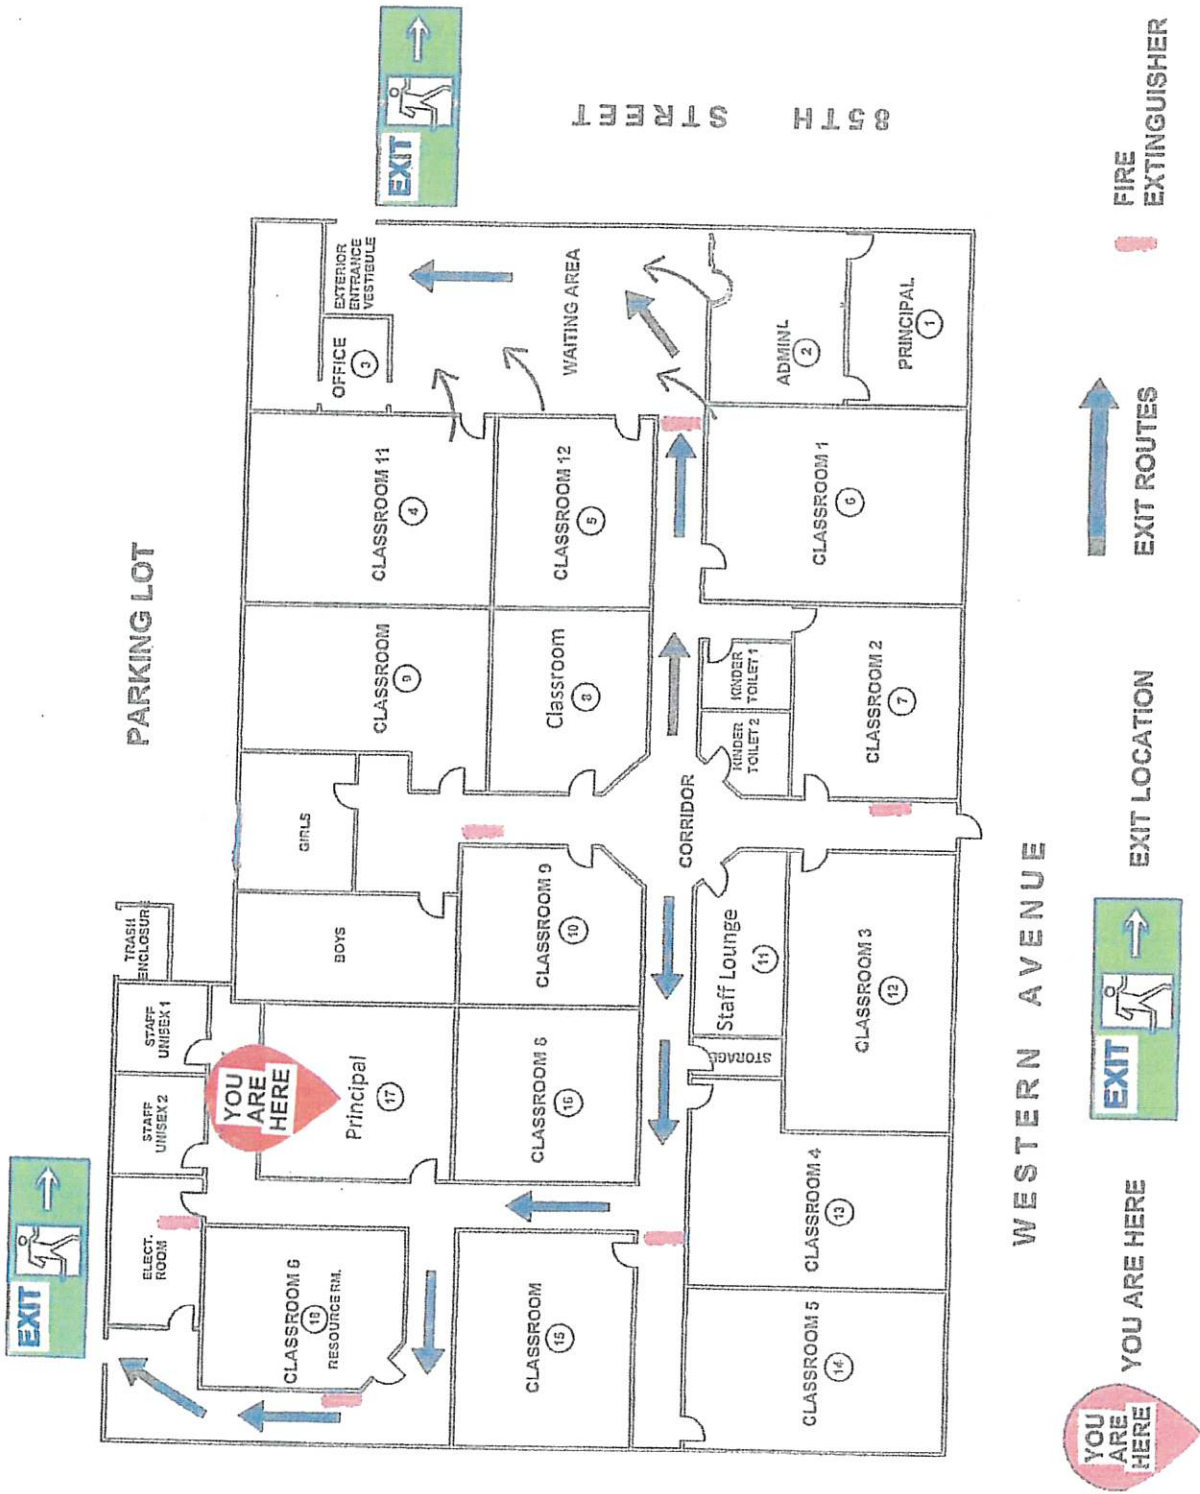 PARKING LOT
EXIT
EXIT
TRASH
ENCLOSURE
STAFF
UNISEX 1
STAFF
UNISEX 2
ELECT.
ROOM
YOU
ARE
HERE
BOYS
GIRLS
CLASSROOM
9
CLASSROOM 11
4
OFFICE
3
EXTERIOR
ENTRANCE
VESTIBULE
CLASSROOM 6
18
RESOURCE RM.
Principal
17
CLASSROOM 6
16
CLASSROOM 9
10
Classroom
8
CLASSROOM 12
5
WAITING AREA
CLASSROOM
15
CORRIDOR
STORAGE
Staff Lounge
11
KINDER
TOILET 2
KINDER
TOILET 1
ADMIN.
2
PRINCIPAL
1
CLASSROOM 5
14
CLASSROOM 4
13
CLASSROOM 3
12
CLASSROOM 2
7
CLASSROOM 1
6
85TH STREET
WESTERN AVENUE
YOU
ARE
HERE
YOU ARE HERE
EXIT
EXIT LOCATION
EXIT ROUTES
FIRE
EXTINGUISHER